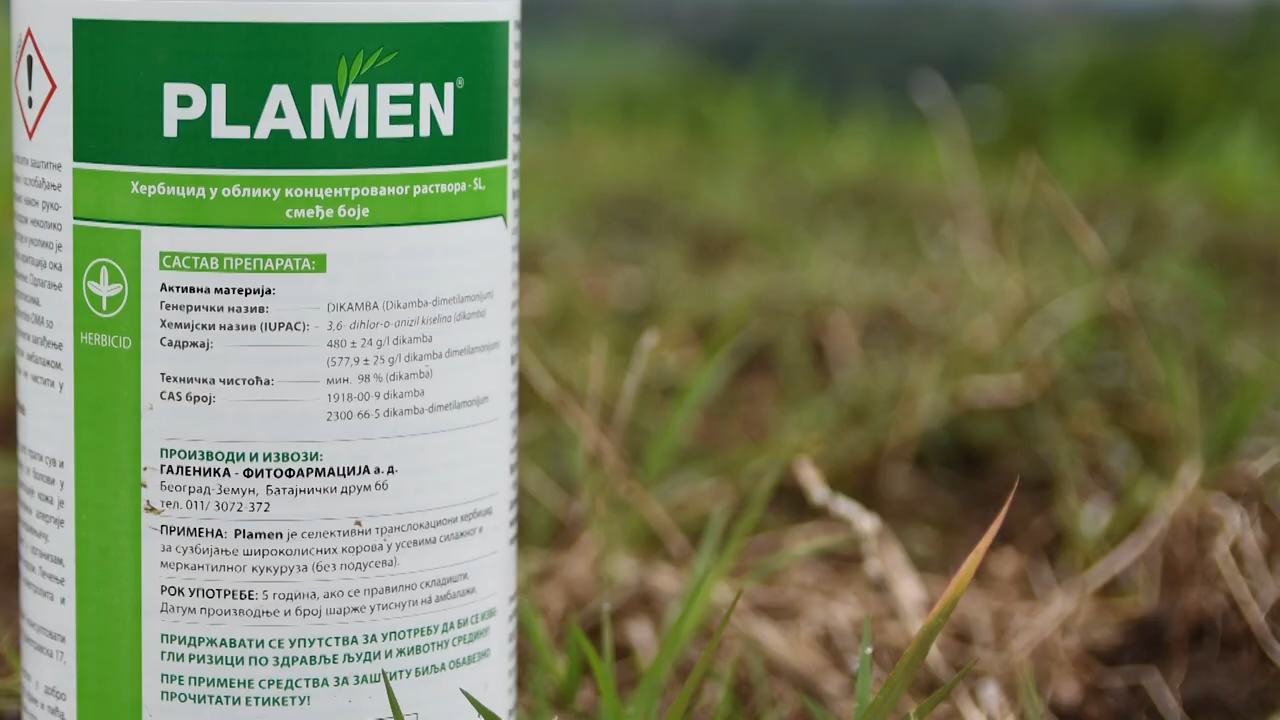 PLAMEN®
Хербицид у облику концентрованог раствора - SL,
смеђе боје
HERBICID
САСТАВ ПРЕПАРАТА:
Активна материја:
Генерички назив: DIKAMBA (Dikamba-dimetilamonijum)
Хемијски назив (IUPAC): - 3,6- dihlor-o-anizil kiselina (dikamba)
Садржај: 480 ± 24 g/l dikamba
(577,9 ± 25 g/l dikamba dimetilamonijum)
Техничка чистоћа: мин. 98 % (dikamba)
CAS број: 1918-00-9 dikamba
2300-66-5 dikamba-dimetilamonijum
ПРОИЗВОДИ И ИЗВОЗИ:
ГАЛЕНИКА - ФИТОФАРМАЦИЈА а. д.
Београд-Земун, Батајнички друм бб
тел. 011/ 3072-372
ПРИМЕНА: Plamen је селективни транслокациони хербицид
за сузбијање широколисних корова у усевима силажног и
меркантилног кукуруза (без подусева).
РОК УПОТРЕБЕ: 5 година, ако се правилно складишти.
Датум производње и број шарже утиснути на амбалажи.
ПРИДРЖАВАТИ СЕ УПУТСТВА ЗА УПОТРЕБУ ДА БИ СЕ ИЗБЕ-
ГЛИ РИЗИЦИ ПО ЗДРАВЉЕ ЉУДИ И ЖИВОТНУ СРЕДИНУ!
ПРЕ ПРИМЕНЕ СРЕДСТВА ЗА ЗАШТИТУ БИЉА ОБАВЕЗНО
ПРОЧИТАТИ ЕТИКЕТУ!